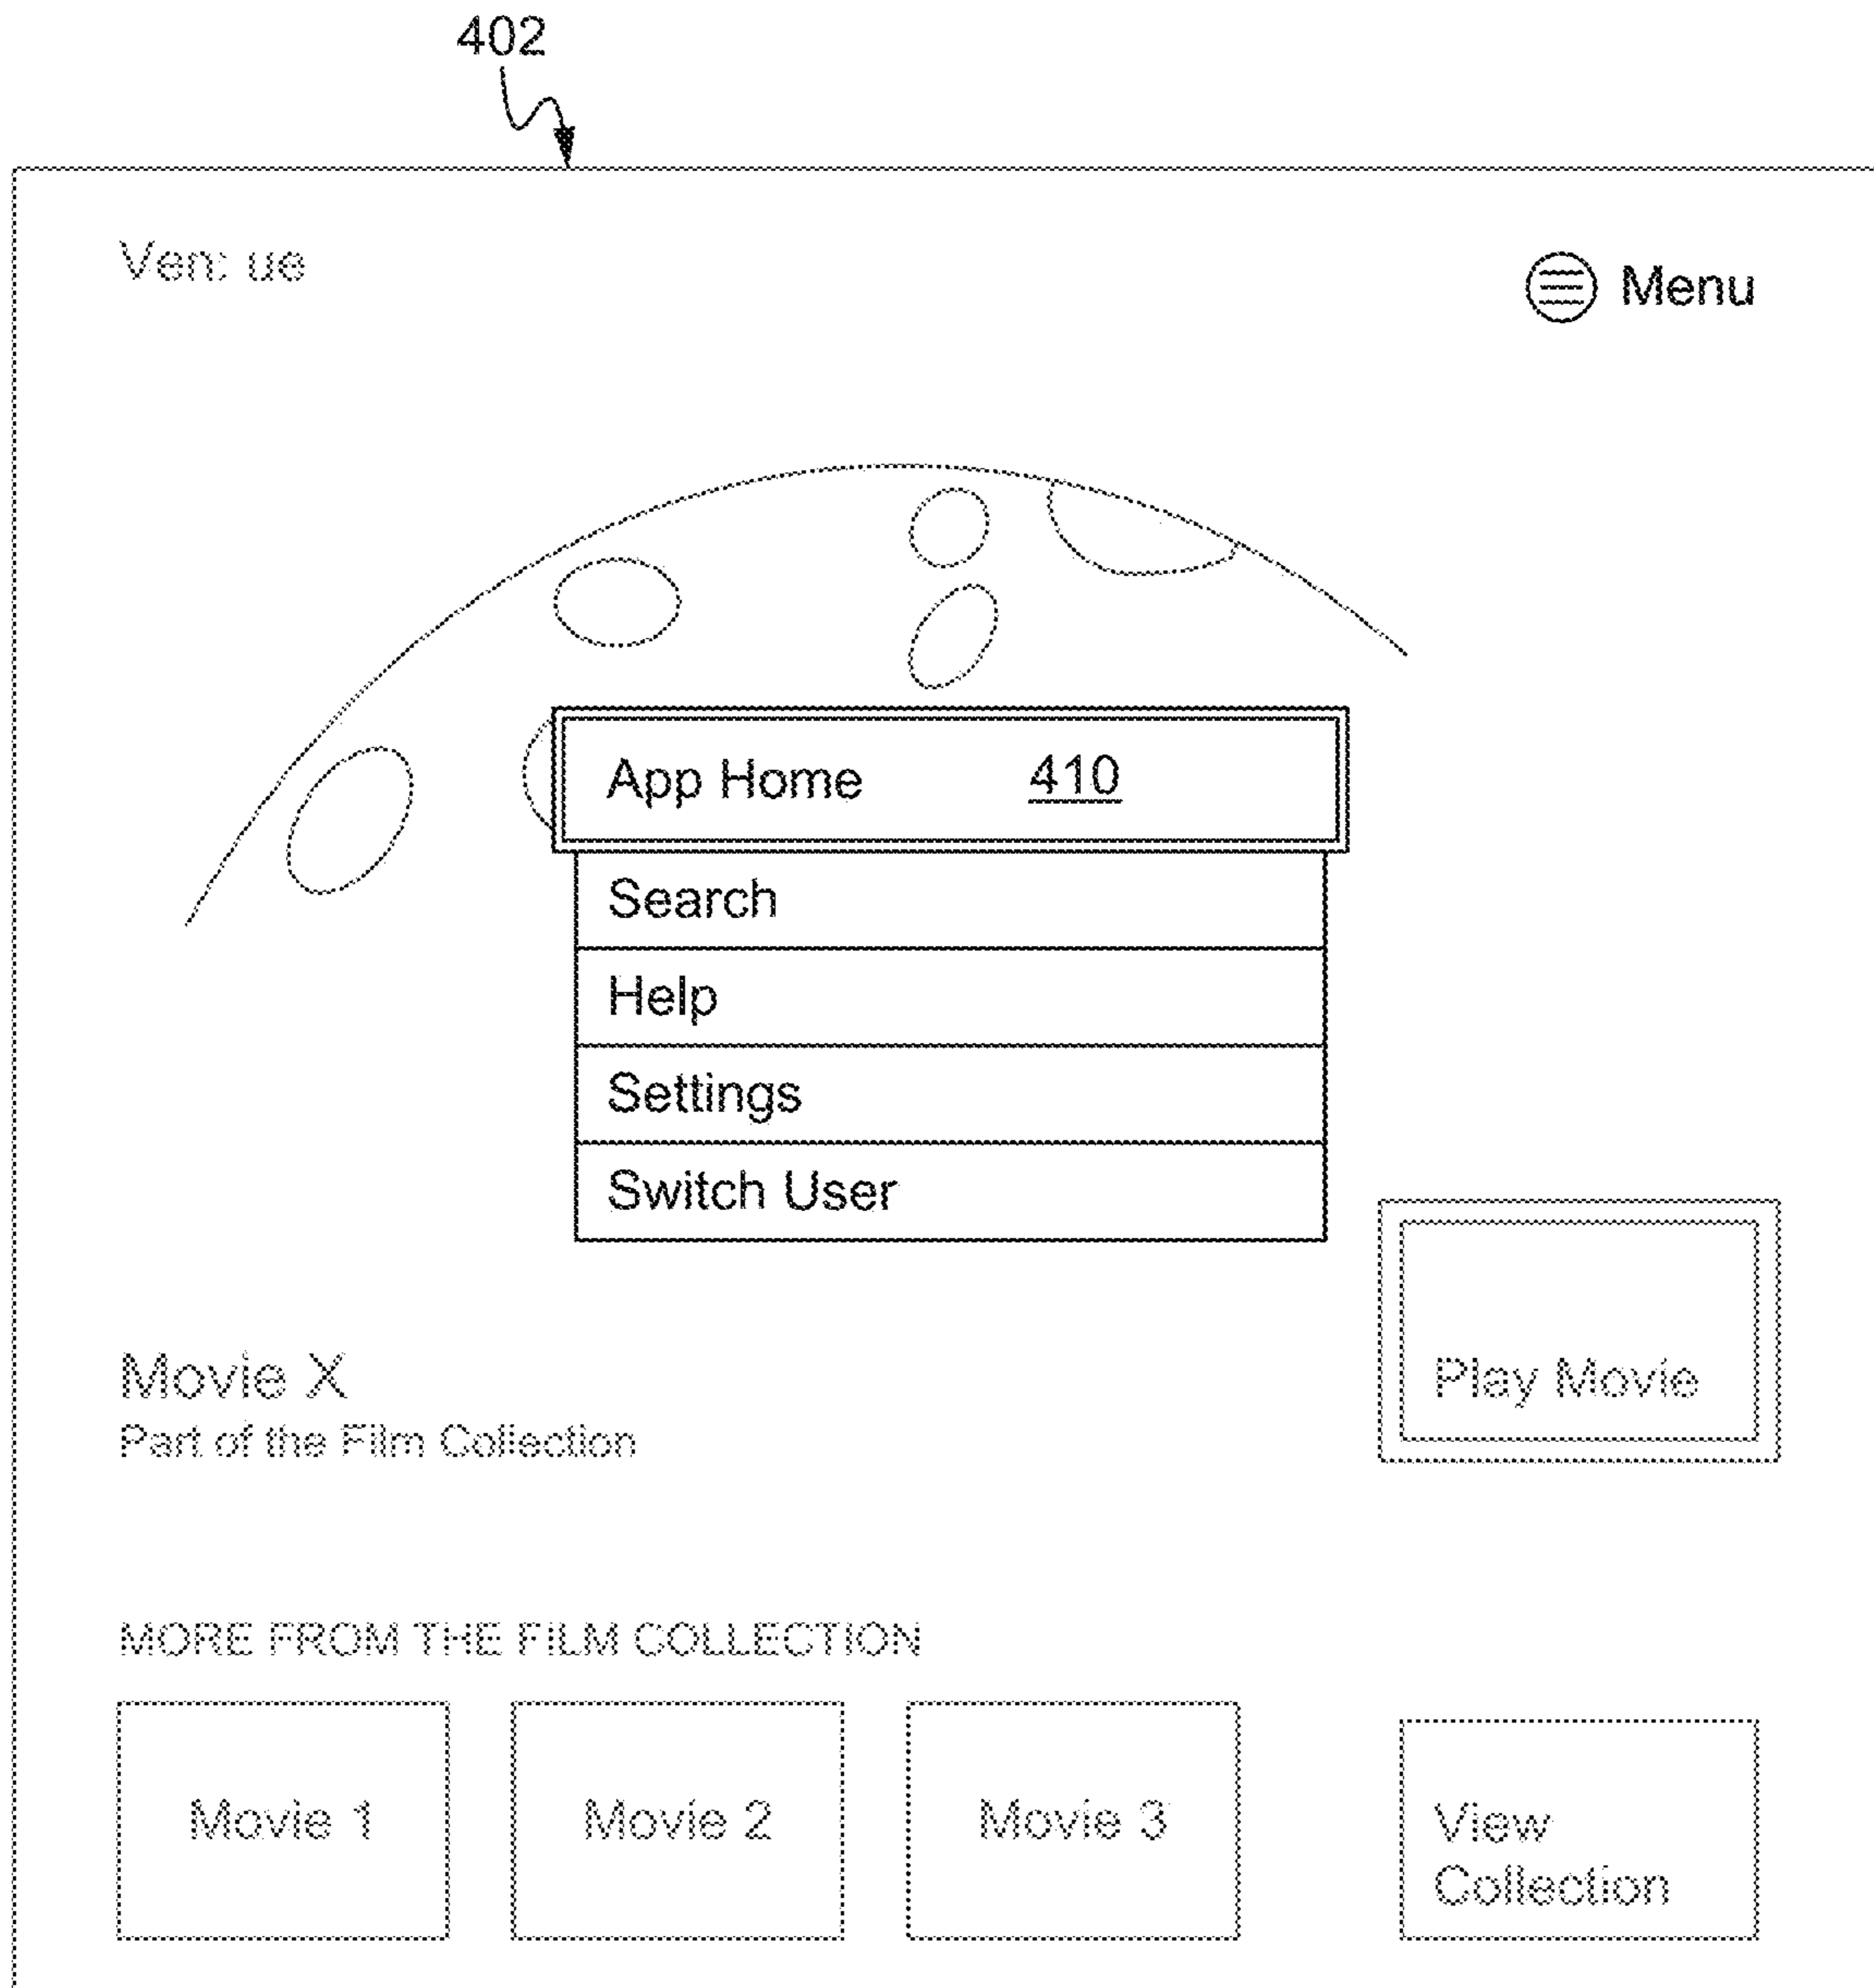 402
Ven: ue
Menu
App Home 410
Search
Help
Settings
Switch User
Movie X
Part of the Film Collection
Play Movie
MORE FROM THE FILM COLLECTION
Movie 1
Movie 2
Movie 3
View
Collection